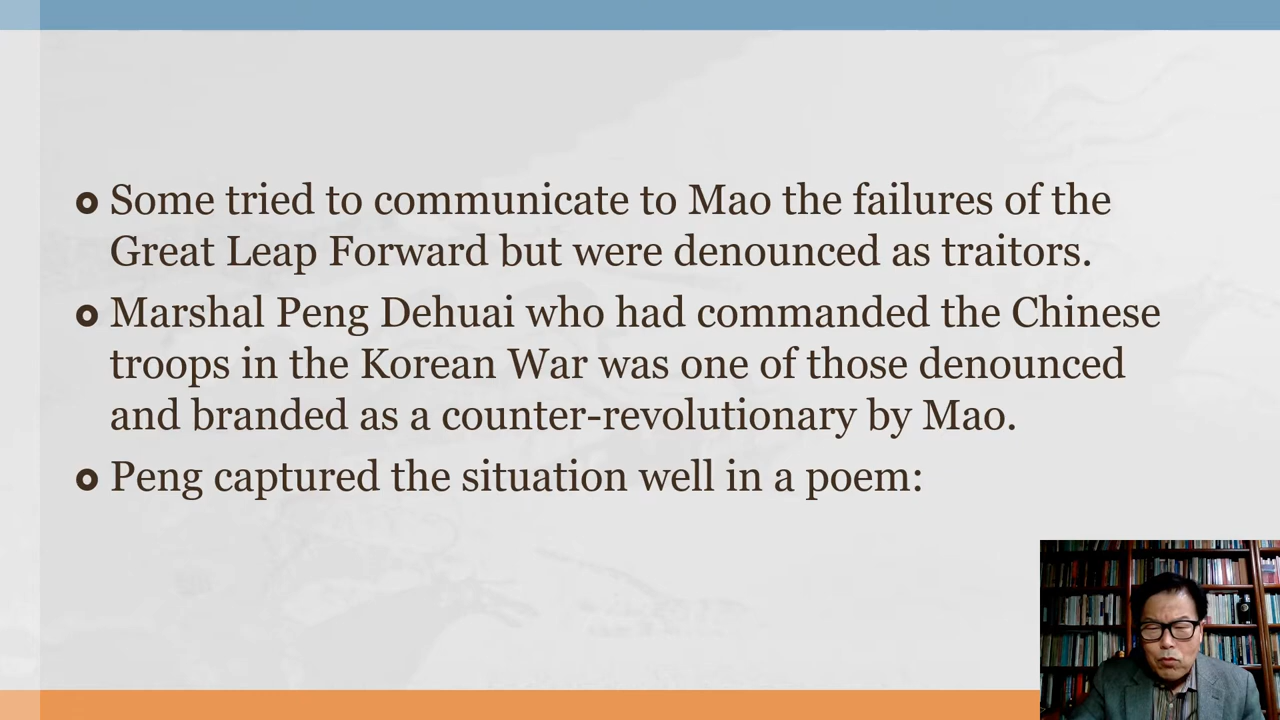 Some tried to communicate to Mao the failures of the
Great Leap Forward but were denounced as traitors.
Marshal Peng Dehuai who had commanded the Chinese
troops in the Korean War was one of those denounced
and branded as a counter-revolutionary by Mao.
Peng captured the situation well in a poem: